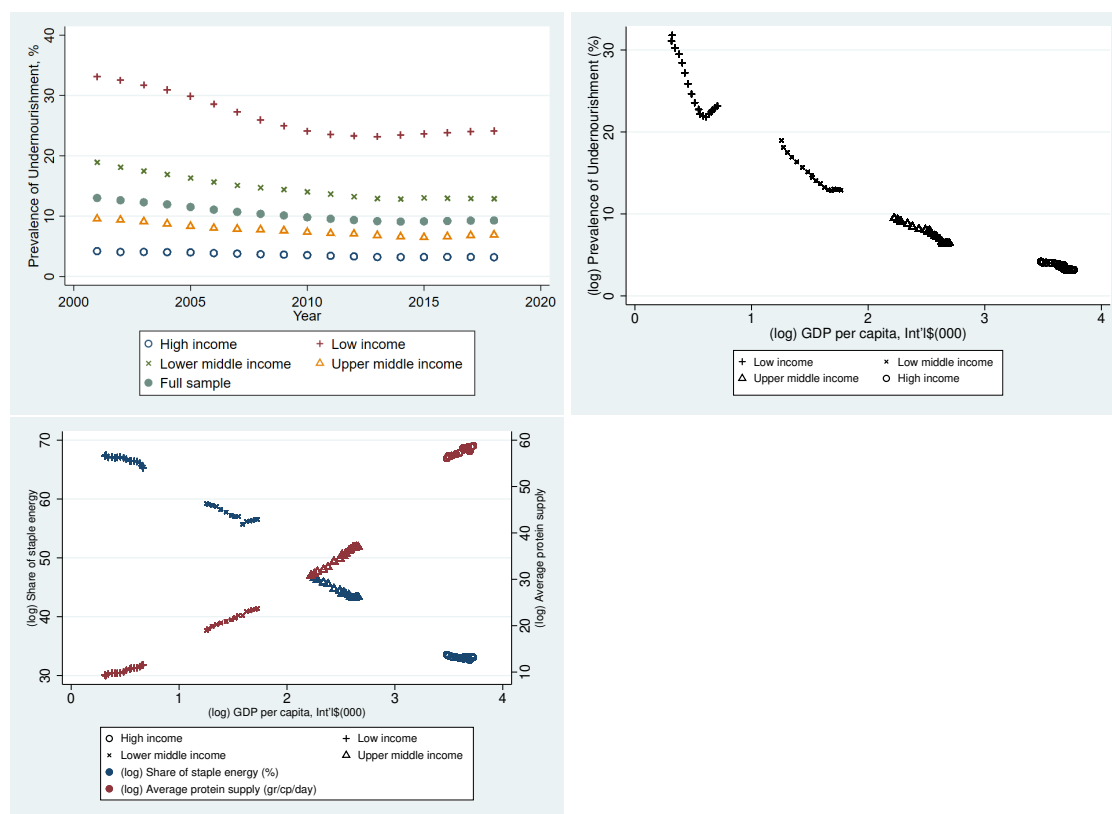 Prevalence of Undernourishment, %
40
30
20
10
0
2000 2005 2010 2015 2020
Year
High income Low income
Lower middle income Upper middle income
Full sample
(log) Prevalence of Undernourishment (%)
30
20
10
0
0 1 2 3 4
(log) GDP per capita, Int'l$(000)
Low income Low middle income
Upper middle income High income
(log) Share of staple energy
70
60
50
40
30
60
50
40
30
20
10
(log) Average protein supply
0 1 2 3 4
(log) GDP per capita, Int'l$(000)
High income Low income
Lower middle income Upper middle income
(log) Share of staple energy (%)
(log) Average protein supply (gr/cp/day)